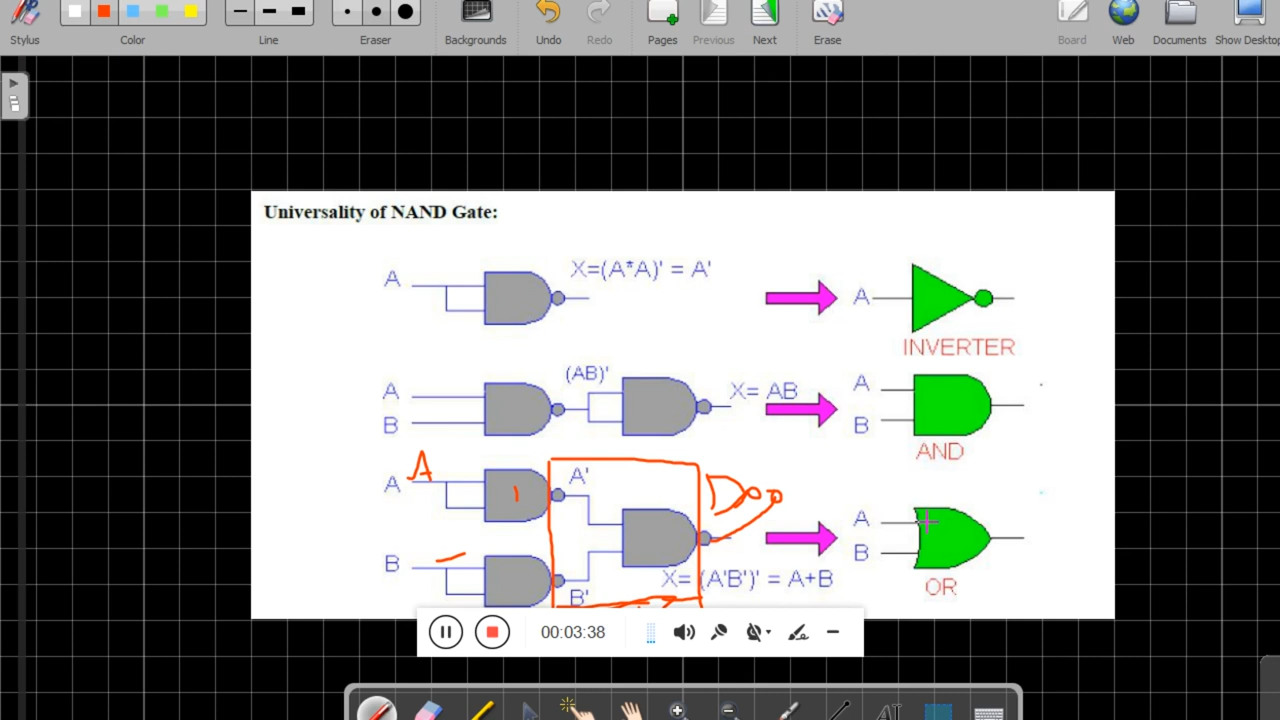 Stylus Color Line Eraser Backgrounds Undo Redo Pages Previous Next Erase Board Web Documents Show Desktop
Universality of NAND Gate:
A X=(A*A)' = A' A
INVERTER
A B (AB)' X= AB A B
AND
A
A A' A
B X= (A'B')' = A+B B
B' OR
00:03:38